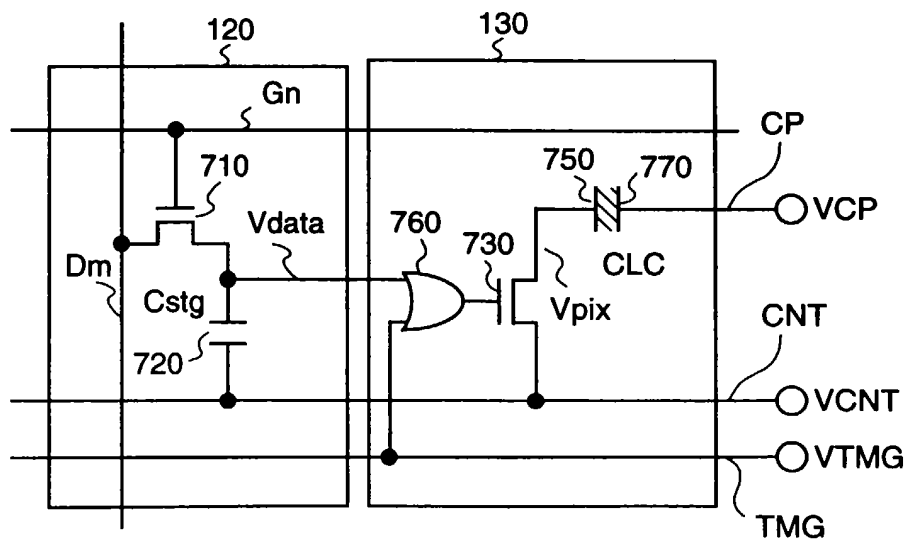 120
130
Gn
CP
710
750
770
VCP
Vdata
760
730
CLC
Dm
Cstg
Vpix
CNT
720
VCNT
VTMG
TMG